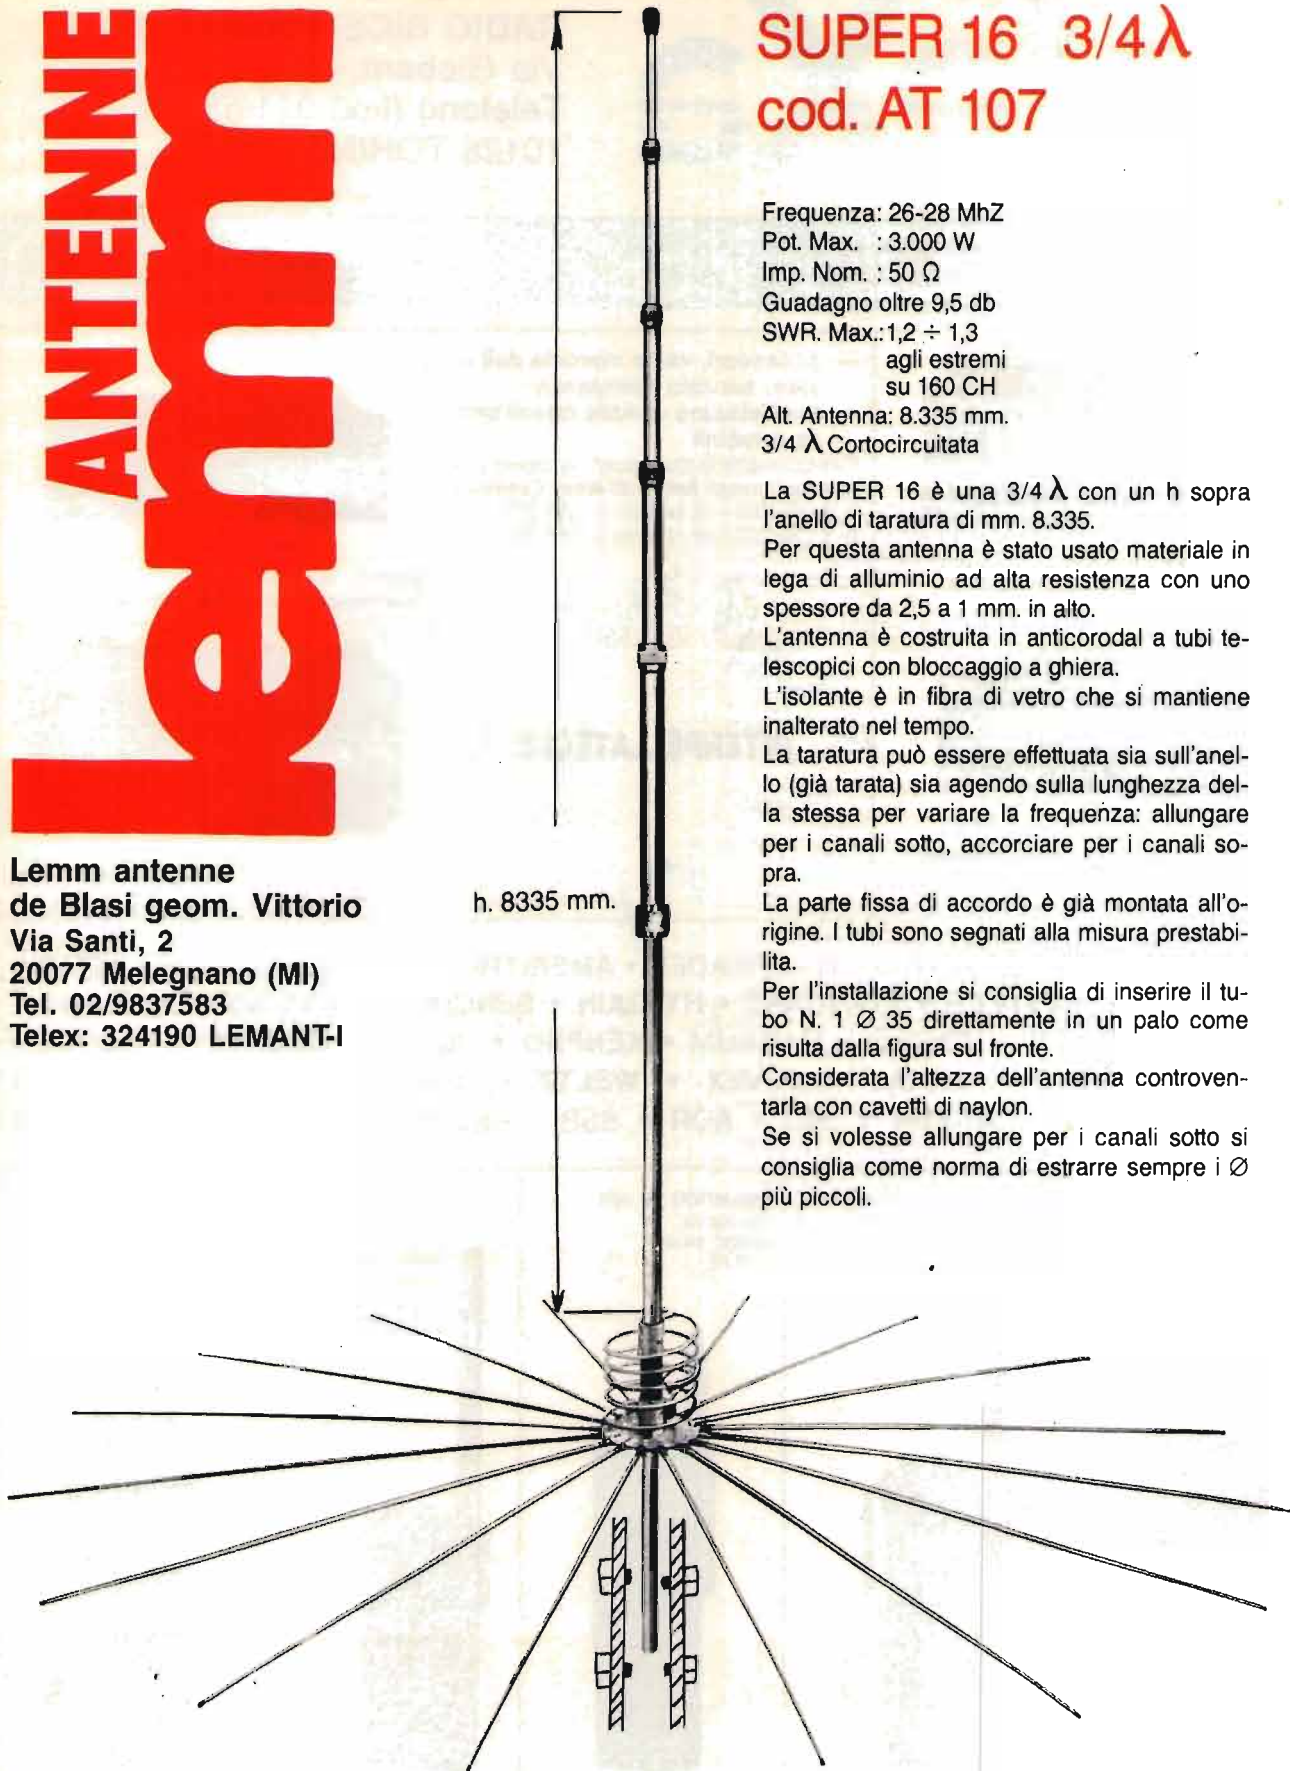 ANTENNE
lemm
SUPER 16 3/4 λ
cod. AT 107
Frequenza: 26-28 MhZ
Pot. Max. : 3.000 W
Imp. Nom. : 50 Ω
Guadagno oltre 9,5 db
SWR. Max.: 1,2 ÷ 1,3
agli estremi
su 160 CH
Alt. Antenna: 8.335 mm.
3/4 λ Cortocircuitata
La SUPER 16 è una 3/4 λ con un h sopra
l'anello di taratura di mm. 8.335.
Per questa antenna è stato usato materiale in
lega di alluminio ad alta resistenza con uno
spessore da 2,5 a 1 mm. in alto.
L'antenna è costruita in anticorodal a tubi te-
lescopici con bloccaggio a ghiera.
L'isolante è in fibra di vetro che si mantiene
inalterato nel tempo.
La taratura può essere effettuata sia sull'anel-
lo (già tarata) sia agendo sulla lunghezza del-
la stessa per variare la frequenza: allungare
per i canali sotto, accorciare per i canali so-
pra.
La parte fissa di accordo è già montata all'o-
rigine. I tubi sono segnati alla misura prestabi-
lita.
Per l'installazione si consiglia di inserire il tu-
bo N. 1 Ø 35 direttamente in un palo come
risulta dalla figura sul fronte.
Considerata l'altezza dell'antenna controven-
tarla con cavetti di naylon.
Se si volesse allungare per i canali sotto si
consiglia come norma di estrarre sempre i Ø
più piccoli.
Lemm antenne
de Blasi geom. Vittorio
Via Santi, 2
20077 Melegnano (MI)
Tel. 02/9837583
Telex: 324190 LEMANT-I
h. 8335 mm.